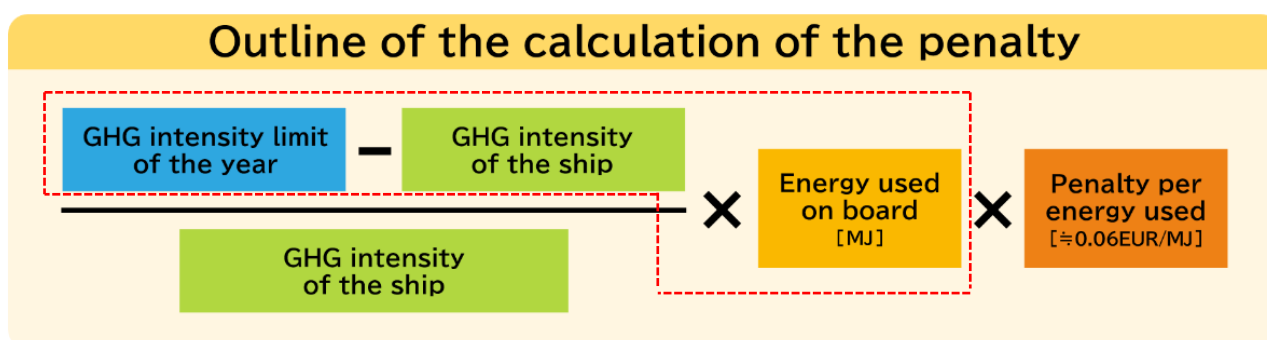 Outline of the calculation of the penalty
GHG intensity limit
of the year
−
GHG intensity
of the ship
GHG intensity
of the ship
×
Energy used
on board
[MJ]
×
Penalty per
energy used
[≒0.06EUR/MJ]